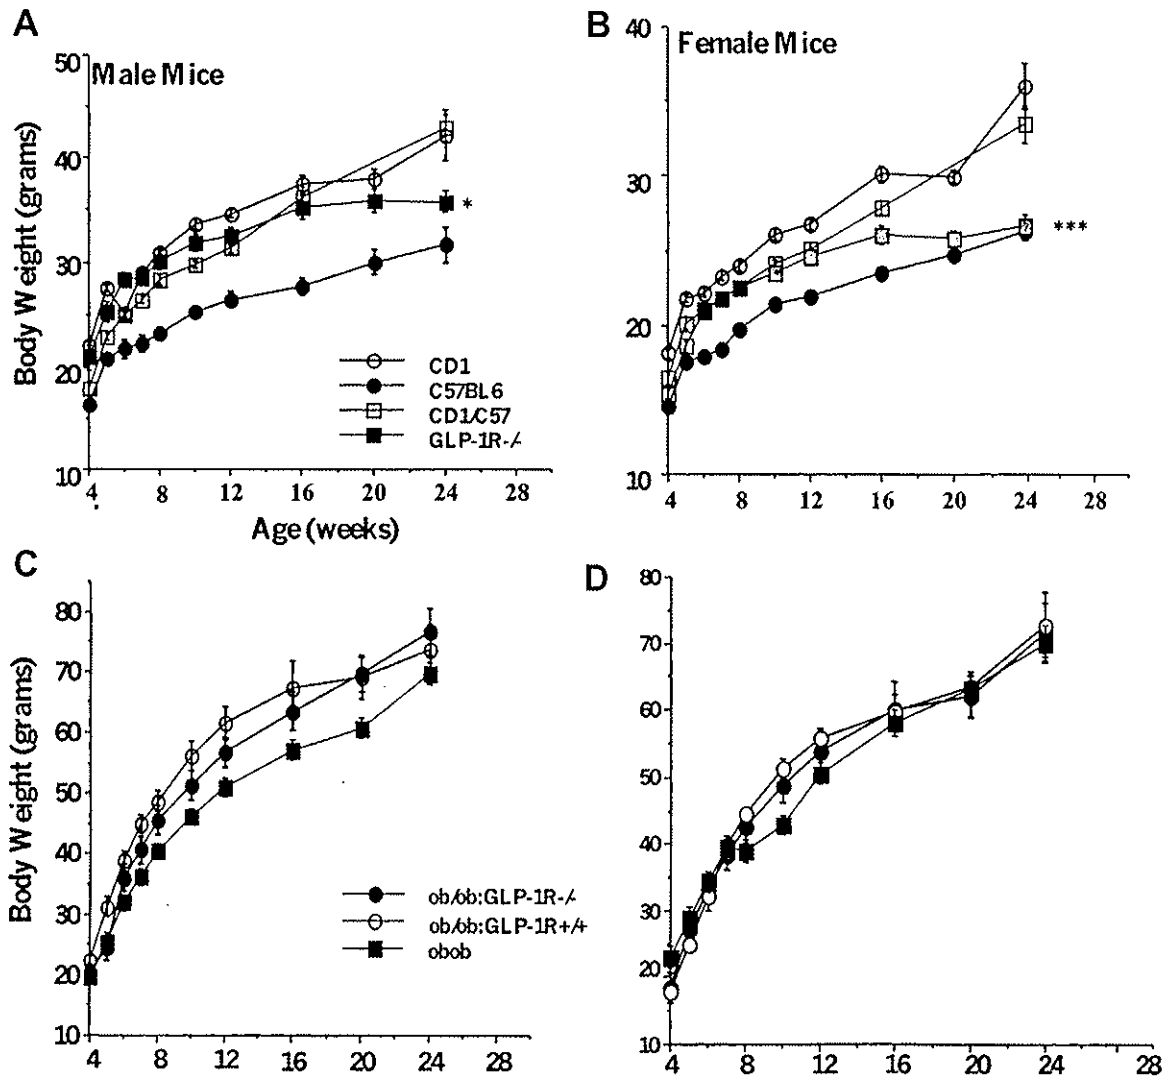 A
Male Mice
Body Weight (grams)
50
40
30
20
10
4 8 12 16 20 24 28
Age (weeks)
*
CD1
C57BL6
CD1/C57
GLP-1R-/-
B
Female Mice
40
30
20
10
4 8 12 16 20 24 28
***
C
Body Weight (grams)
80
70
60
50
40
30
20
10
4 8 12 16 20 24 28
ob/ob:GLP-1R-/-
ob/ob:GLP-1R+/+
obob
D
80
70
60
50
40
30
20
10
4 8 12 16 20 24 28